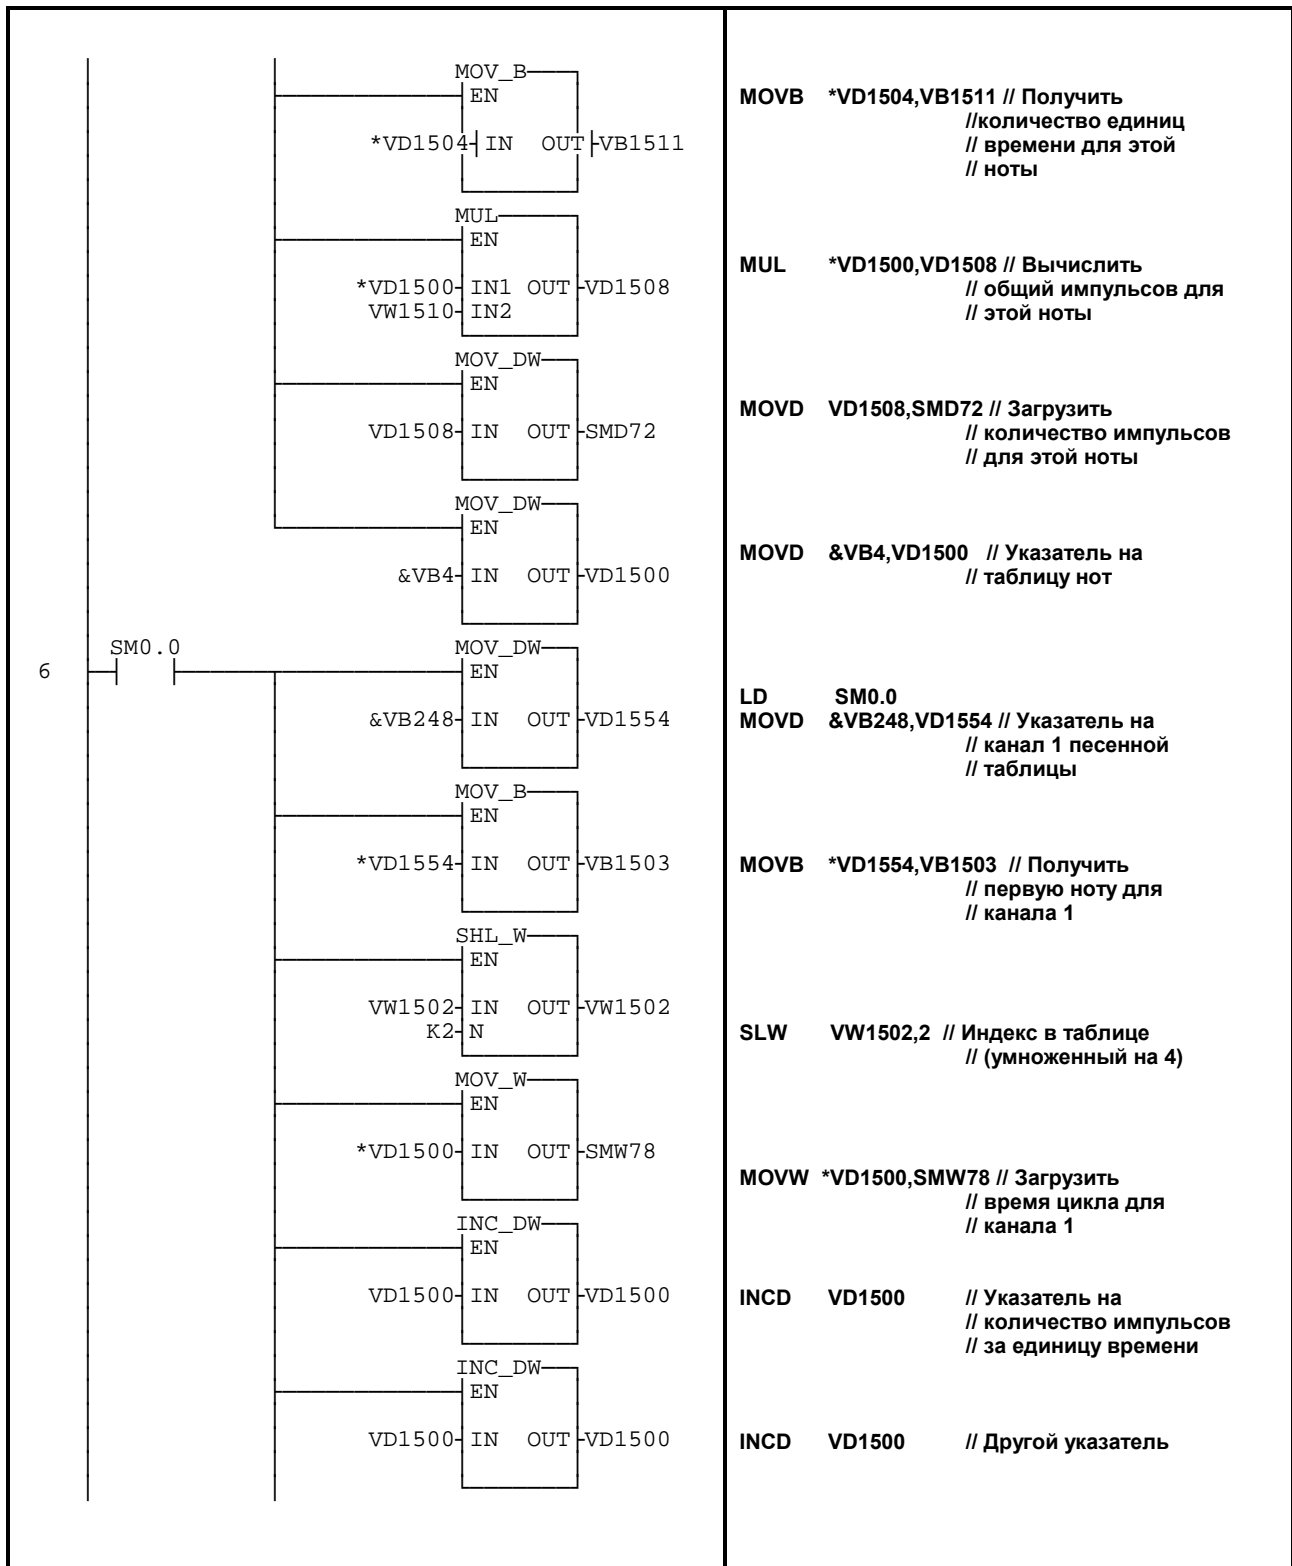 MOV_B
EN
*VD1504 IN OUT VB1511
MOVB *VD1504,VB1511 // Получить
//количество единиц
// времени для этой
// ноты
MUL
EN
*VD1500 IN1 OUT VD1508
VW1510 IN2
MUL *VD1500,VD1508 // Вычислить
// общий импульсов для
// этой ноты
MOV_DW
EN
VD1508 IN OUT SMD72
MOVD VD1508,SMD72 // Загрузить
// количество импульсов
// для этой ноты
MOV_DW
EN
&VB4 IN OUT VD1500
MOVD &VB4,VD1500 // Указатель на
// таблицу нот
6 SM0.0
MOV_DW
EN
&VB248 IN OUT VD1554
LD SM0.0
MOVD &VB248,VD1554 // Указатель на
// канал 1 песенной
// таблицы
MOV_B
EN
*VD1554 IN OUT VB1503
MOVB *VD1554,VB1503 // Получить
// первую ноту для
// канала 1
SHL_W
EN
VW1502 IN OUT VW1502
K2 N
SLW VW1502,2 // Индекс в таблице
// (умноженный на 4)
MOV_W
EN
*VD1500 IN OUT SMW78
MOVW *VD1500,SMW78 // Загрузить
// время цикла для
// канала 1
INC_DW
EN
VD1500 IN OUT VD1500
INCD VD1500 // Указатель на
// количество импульсов
// за единицу времени
INC_DW
EN
VD1500 IN OUT VD1500
INCD VD1500 // Другой указатель